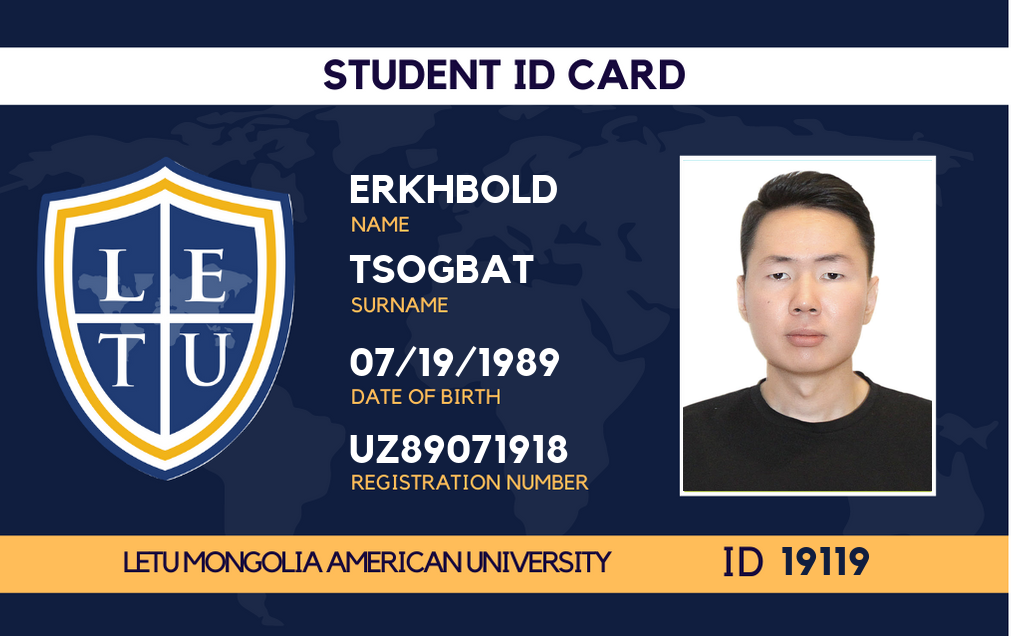 STUDENT ID CARD
L E
T U
ERKHBOLD
NAME
TSOGBAT
SURNAME
07/19/1989
DATE OF BIRTH
UZ89071918
REGISTRATION NUMBER
LETU MONGOLIA AMERICAN UNIVERSITY
ID 19119